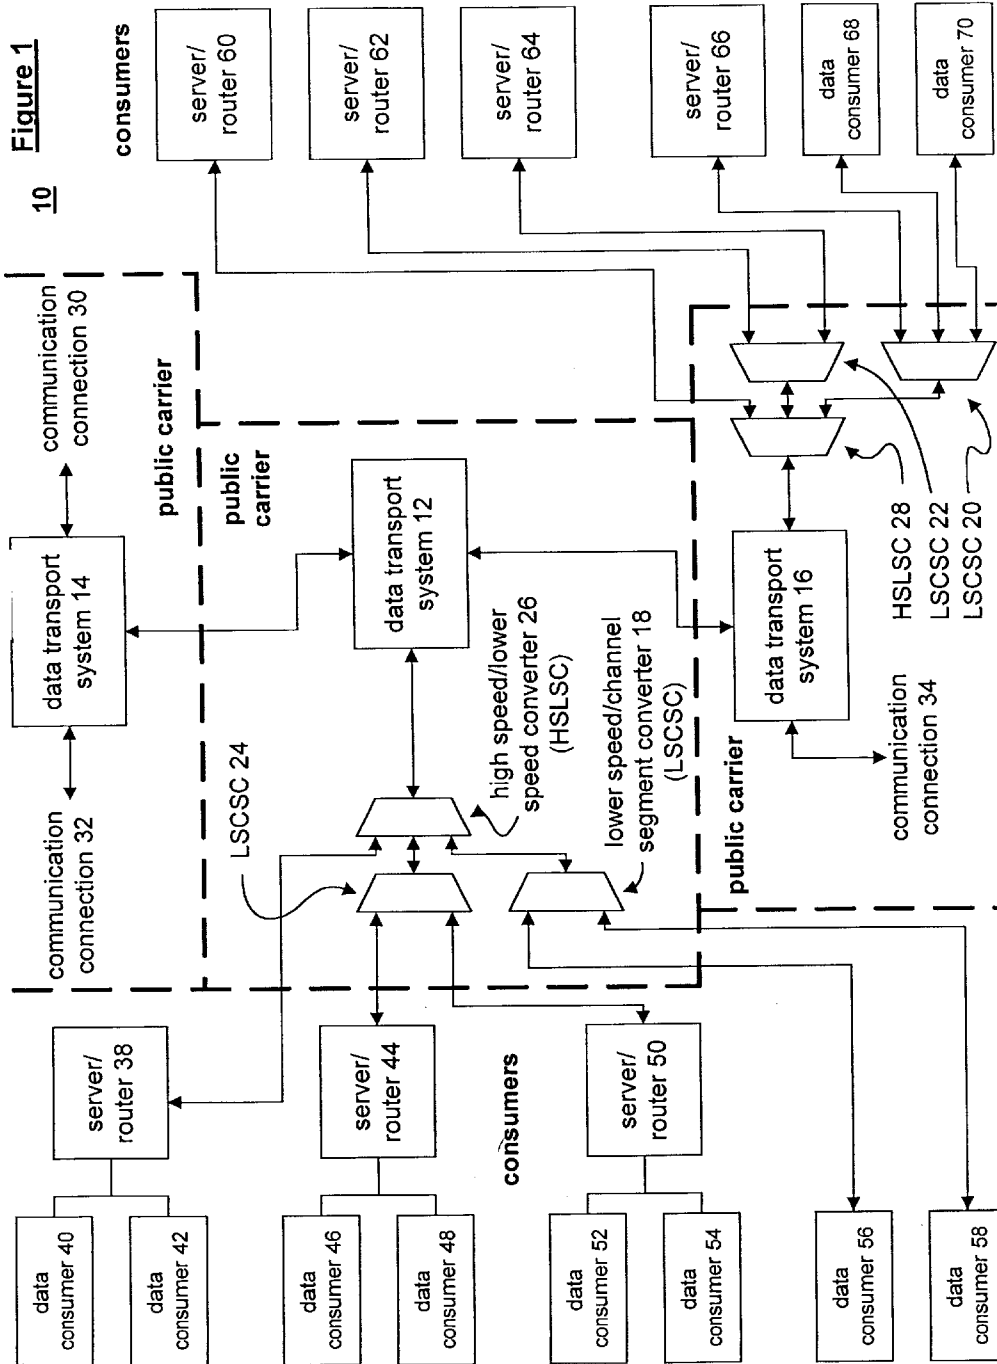 Figure 1
10
consumers
communication
connection 32
data transport
system 14
communication
connection 30
public carrier
public
carrier
data
consumer 40
data
consumer 42
server/
router 38
LSCSC 24
data transport
system 12
server/
router 60
server/
router 62
server/
router 64
data
consumer 46
data
consumer 48
server/
router 44
high speed/lower
speed converter 26
(HSLSC)
lower speed/channel
segment converter 18
(LSCSC)
consumers
data
consumer 52
data
consumer 54
server/
router 50
public carrier
data transport
system 16
communication
connection 34
HSLSC 28
LSCSC 22
LSCSC 20
server/
router 66
data
consumer 68
data
consumer 70
data
consumer 56
data
consumer 58